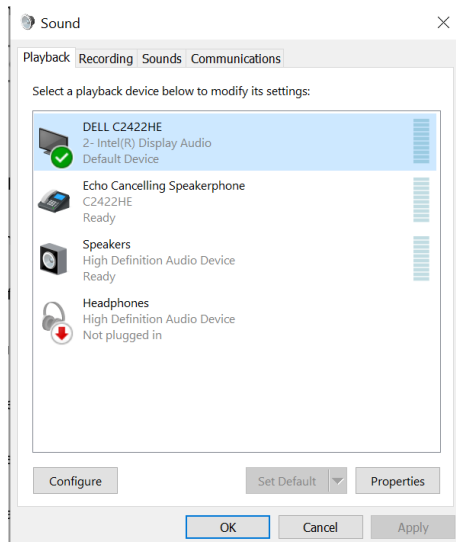 Sound
Playback Recording Sounds Communications
Select a playback device below to modify its settings:
DELL C2422HE
2- Intel(R) Display Audio
Default Device
Echo Cancelling Speakerphone
C2422HE
Ready
Speakers
High Definition Audio Device
Ready
Headphones
High Definition Audio Device
Not plugged in
Configure Set Default Properties
OK Cancel Apply